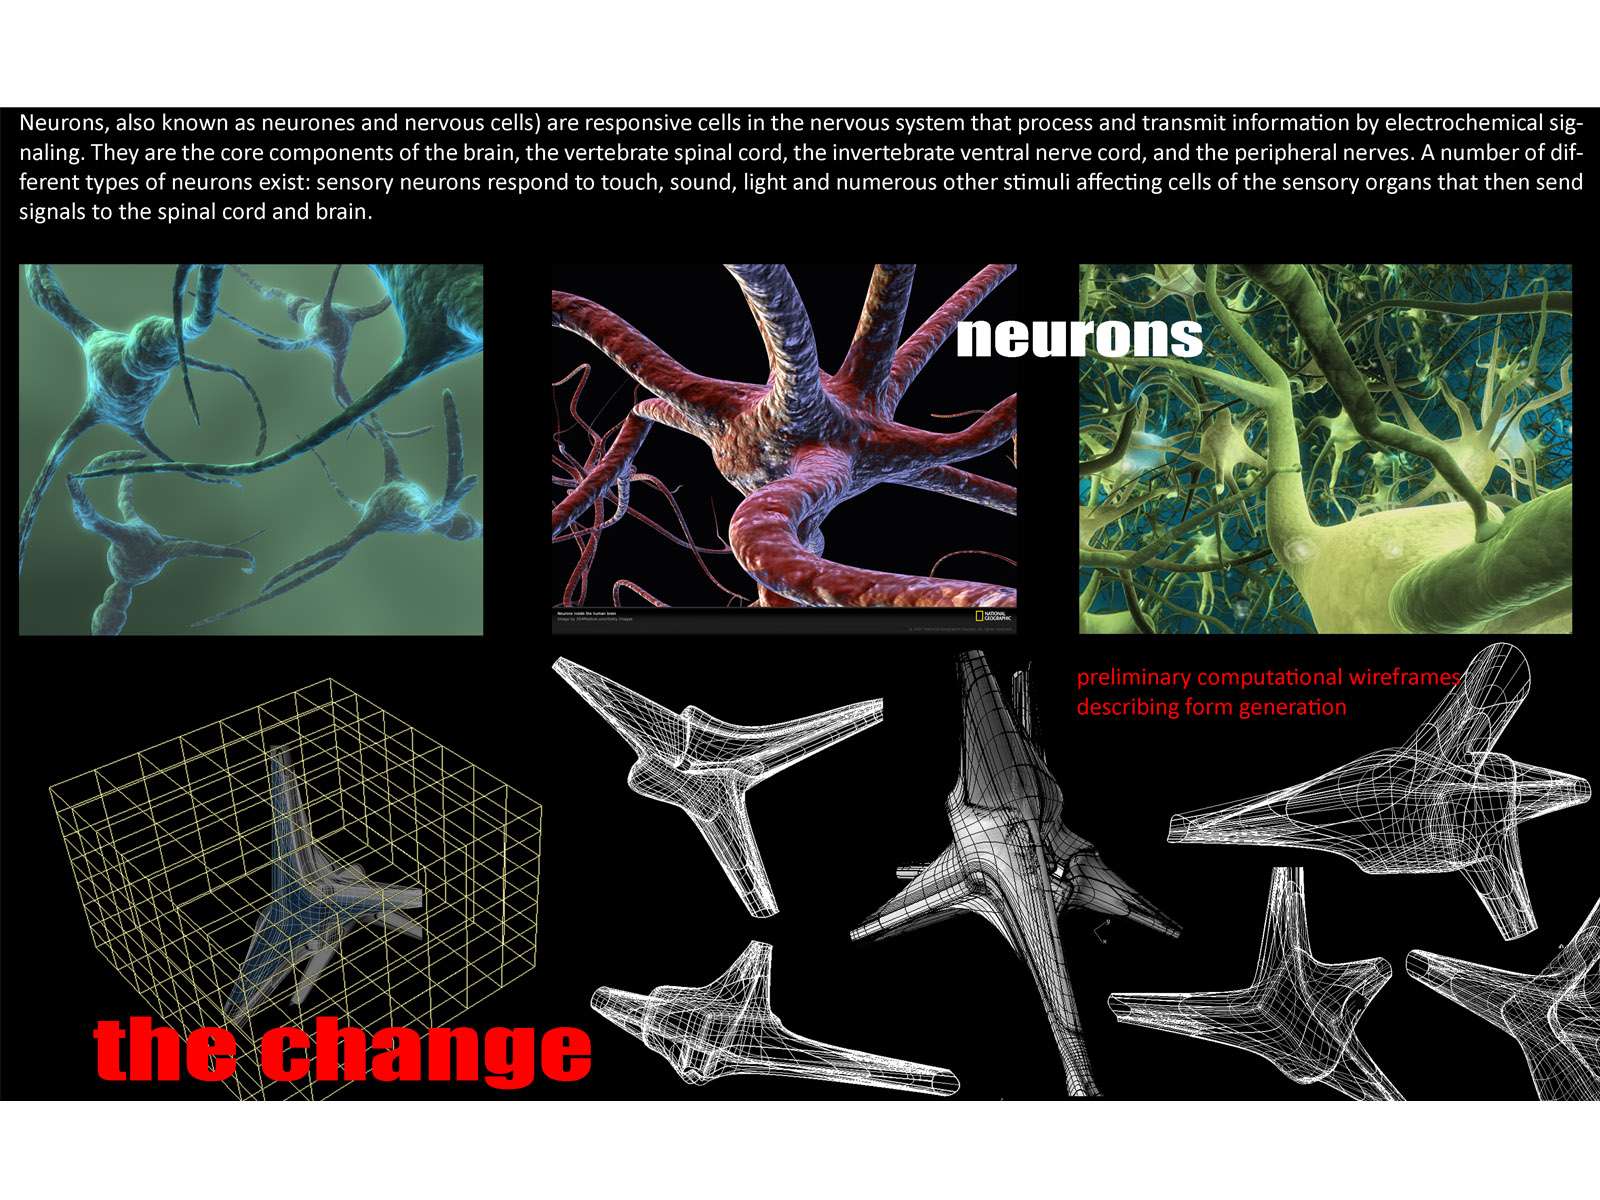 Neurons, also known as neurones and nervous cells) are responsive cells in the nervous system that process and transmit information by electrochemical sig-
naling. They are the core components of the brain, the vertebrate spinal cord, the invertebrate ventral nerve cord, and the peripheral nerves. A number of dif-
ferent types of neurons exist: sensory neurons respond to touch, sound, light and numerous other stimuli affecting cells of the sensory organs that then send
signals to the spinal cord and brain.
neurons
Neurons inside the human brain
NATIONAL
GEOGRAPHIC
preliminary computational wireframes
describing form generation
the change